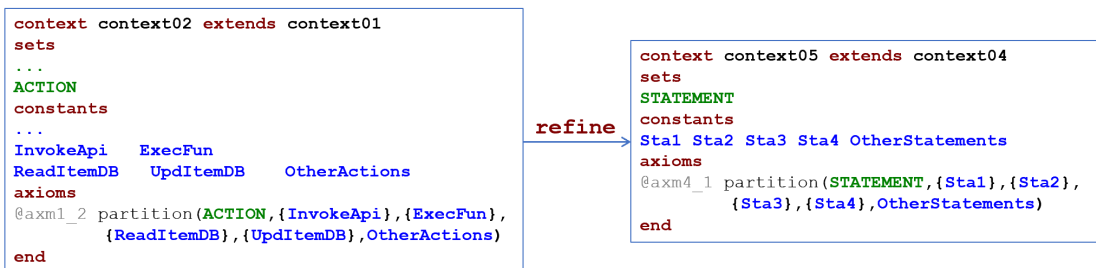 context context02 extends context01
sets
...
ACTION
constants
...
InvokeApi ExecFun
ReadItemDB UpdItemDB OtherActions
axioms
@axm1_2 partition(ACTION,{InvokeApi},{ExecFun},
{ReadItemDB},{UpdItemDB},OtherActions)
end
refine
context context05 extends context04
sets
STATEMENT
constants
Sta1 Sta2 Sta3 Sta4 OtherStatements
axioms
@axm4_1 partition(STATEMENT,{Sta1},{Sta2},
{Sta3},{Sta4},OtherStatements)
end